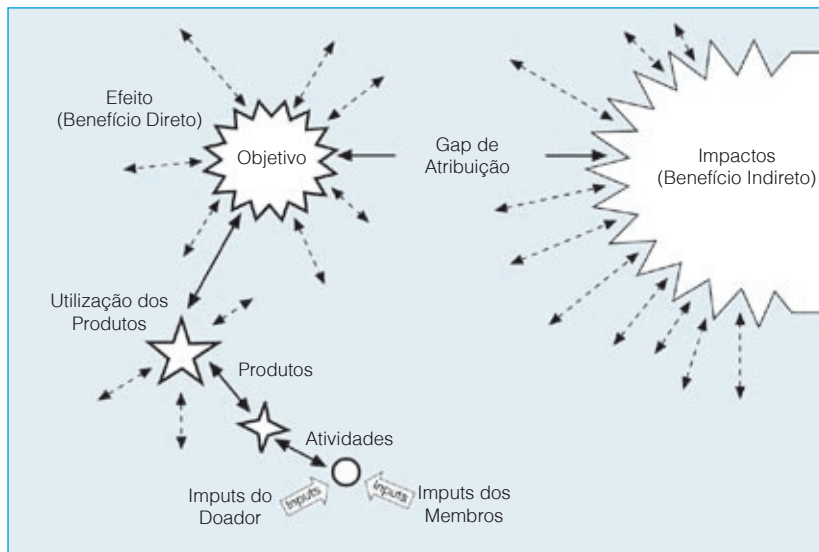 Efeito
(Benefício Direto)
Objetivo
Gap de
Atribuição
Impactos
(Benefício Indireto)
Utilização dos
Produtos
Produtos
Atividades
Imputs do
Doador
Inputs
Inputs
Imputs dos
Membros